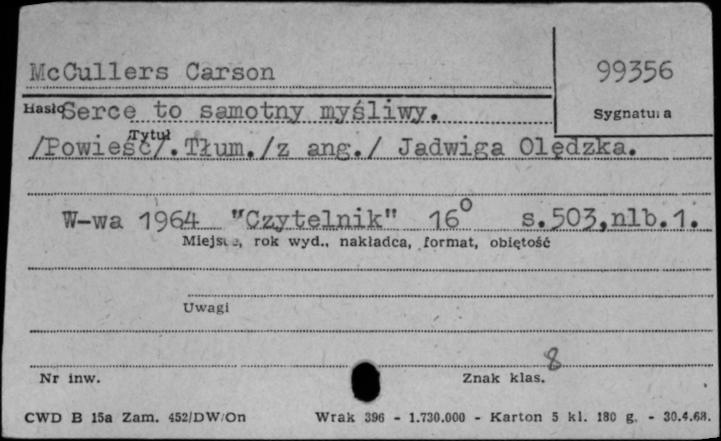 McCullers Carson
99356
Hasło Serce to samotny myśliwy.
Sygnatura
Tytuł
/Powieść/. Tłum./z ang./ Jadwiga Olędzka.
W-wa 1964 "Czytelnik" 16° s.503,nlb.1.
Miejsce, rok wyd., nakładca, format, objętość
Uwagi
8
Nr inw.
Znak klas.
CWD B 15a Zam. 452/DW/On Wrak 396 - 1.730.000 - Karton 5 kl. 180 g. - 30.4.68.